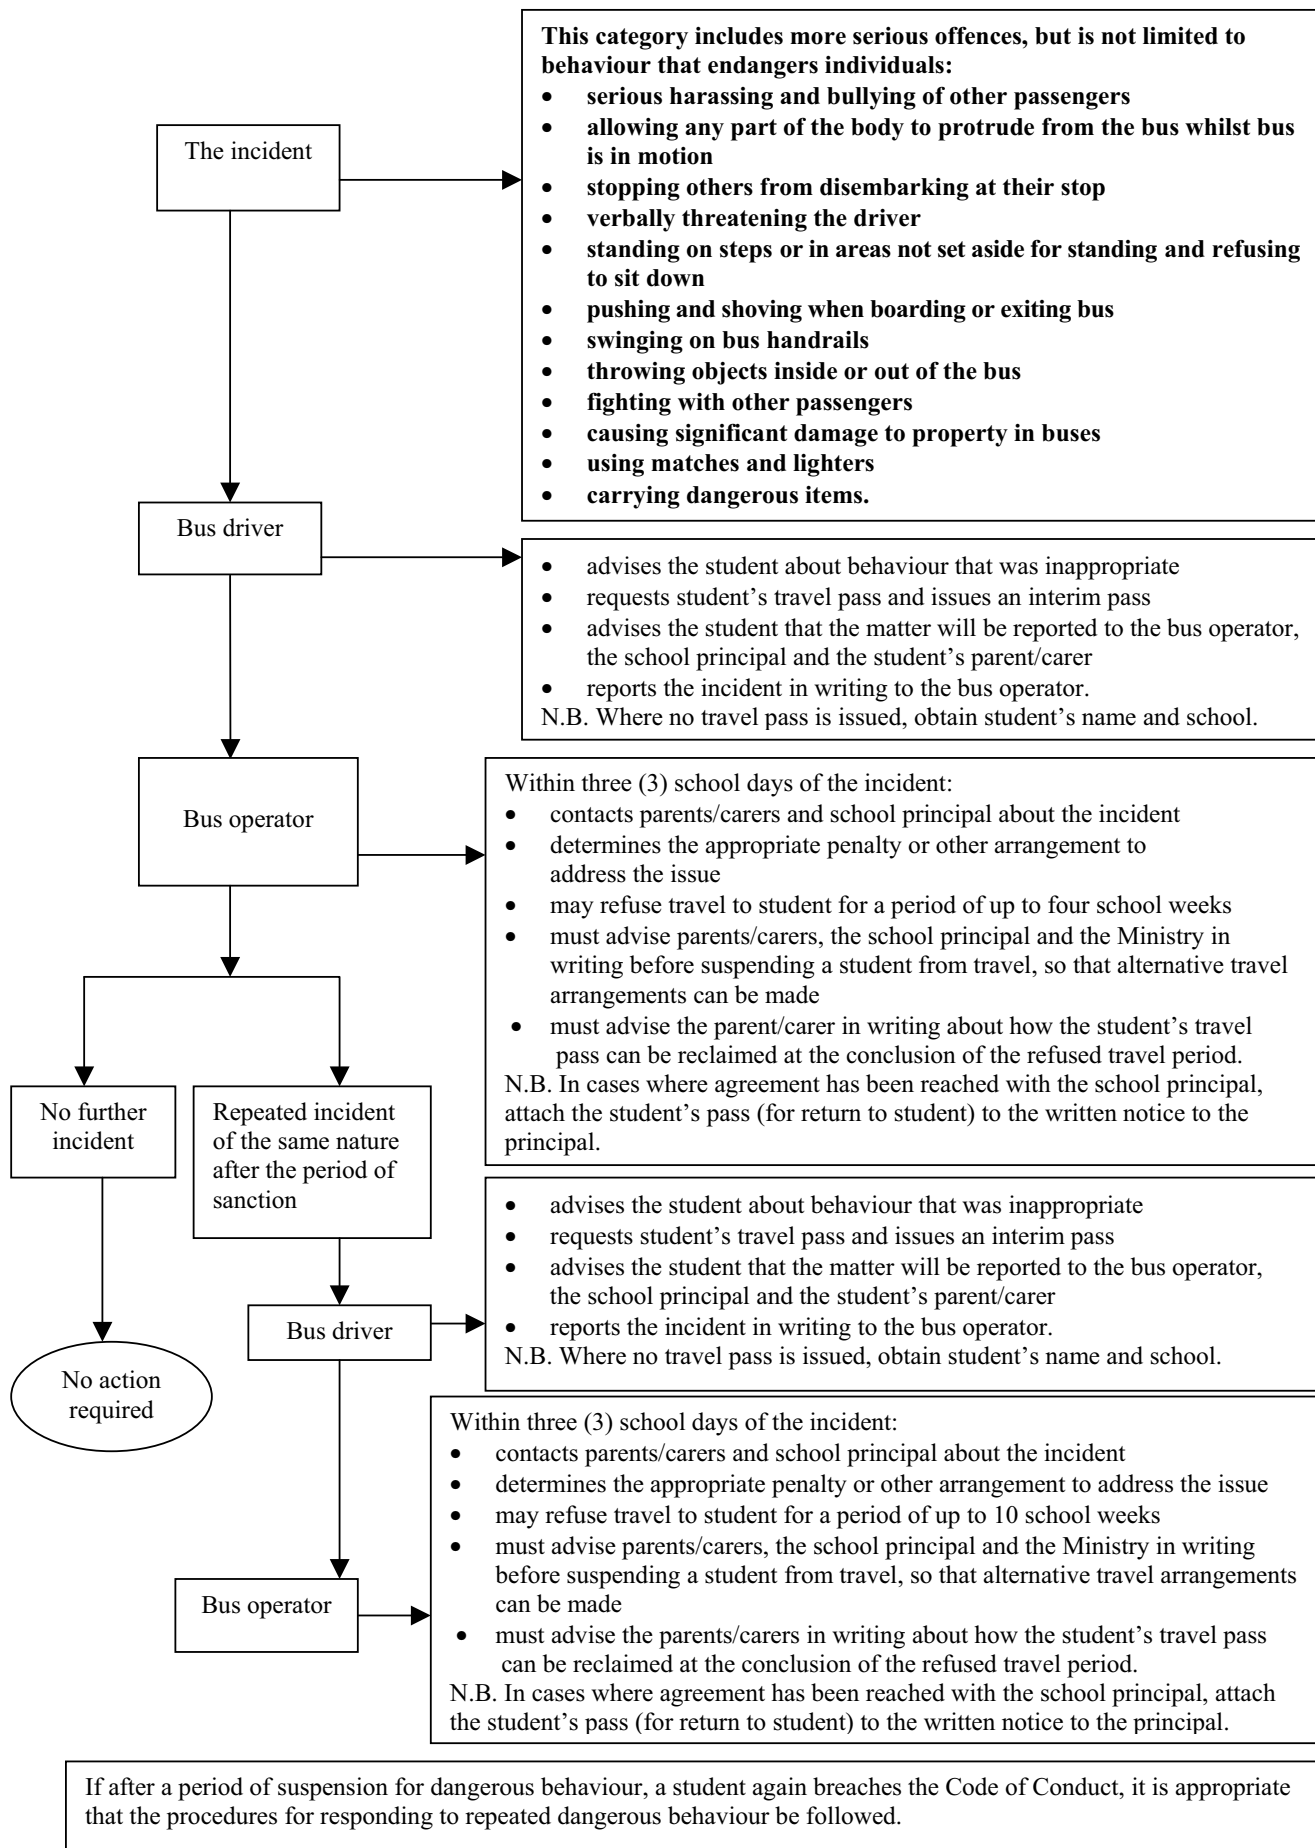 This category includes more serious offences, but is not limited to
behaviour that endangers individuals:
• serious harassing and bullying of other passengers
• allowing any part of the body to protrude from the bus whilst bus
is in motion
• stopping others from disembarking at their stop
• verbally threatening the driver
• standing on steps or in areas not set aside for standing and refusing
to sit down
• pushing and shoving when boarding or exiting bus
• swinging on bus handrails
• throwing objects inside or out of the bus
• fighting with other passengers
• causing significant damage to property in buses
• using matches and lighters
• carrying dangerous items.
The incident
Bus driver
• advises the student about behaviour that was inappropriate
• requests student’s travel pass and issues an interim pass
• advises the student that the matter will be reported to the bus operator,
the school principal and the student’s parent/carer
• reports the incident in writing to the bus operator.
N.B. Where no travel pass is issued, obtain student’s name and school.
Bus operator
Within three (3) school days of the incident:
• contacts parents/carers and school principal about the incident
• determines the appropriate penalty or other arrangement to
address the issue
• may refuse travel to student for a period of up to four school weeks
• must advise parents/carers, the school principal and the Ministry in
writing before suspending a student from travel, so that alternative travel
arrangements can be made
• must advise the parent/carer in writing about how the student’s travel
pass can be reclaimed at the conclusion of the refused travel period.
N.B. In cases where agreement has been reached with the school principal,
attach the student’s pass (for return to student) to the written notice to the
principal.
No further
incident
Repeated incident
of the same nature
after the period of
sanction
No action
required
Bus driver
• advises the student about behaviour that was inappropriate
• requests student’s travel pass and issues an interim pass
• advises the student that the matter will be reported to the bus operator,
the school principal and the student’s parent/carer
• reports the incident in writing to the bus operator.
N.B. Where no travel pass is issued, obtain student’s name and school.
Bus operator
Within three (3) school days of the incident:
• contacts parents/carers and school principal about the incident
• determines the appropriate penalty or other arrangement to address the issue
• may refuse travel to student for a period of up to 10 school weeks
• must advise parents/carers, the school principal and the Ministry in writing
before suspending a student from travel, so that alternative travel arrangements
can be made
• must advise the parents/carers in writing about how the student’s travel pass
can be reclaimed at the conclusion of the refused travel period.
N.B. In cases where agreement has been reached with the school principal, attach
the student’s pass (for return to student) to the written notice to the principal.
If after a period of suspension for dangerous behaviour, a student again breaches the Code of Conduct, it is appropriate
that the procedures for responding to repeated dangerous behaviour be followed.